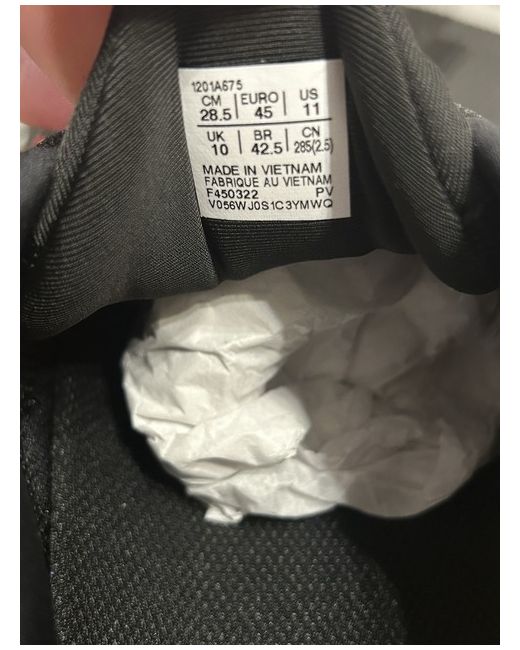 1201A675
CM EURO US
28.5 45 11
UK BR CN
10 42.5 285(2.5)
MADE IN VIETNAM
FABRIQUE AU VIETNAM
F450322 PV
V056WJ0S1C3YMWQ